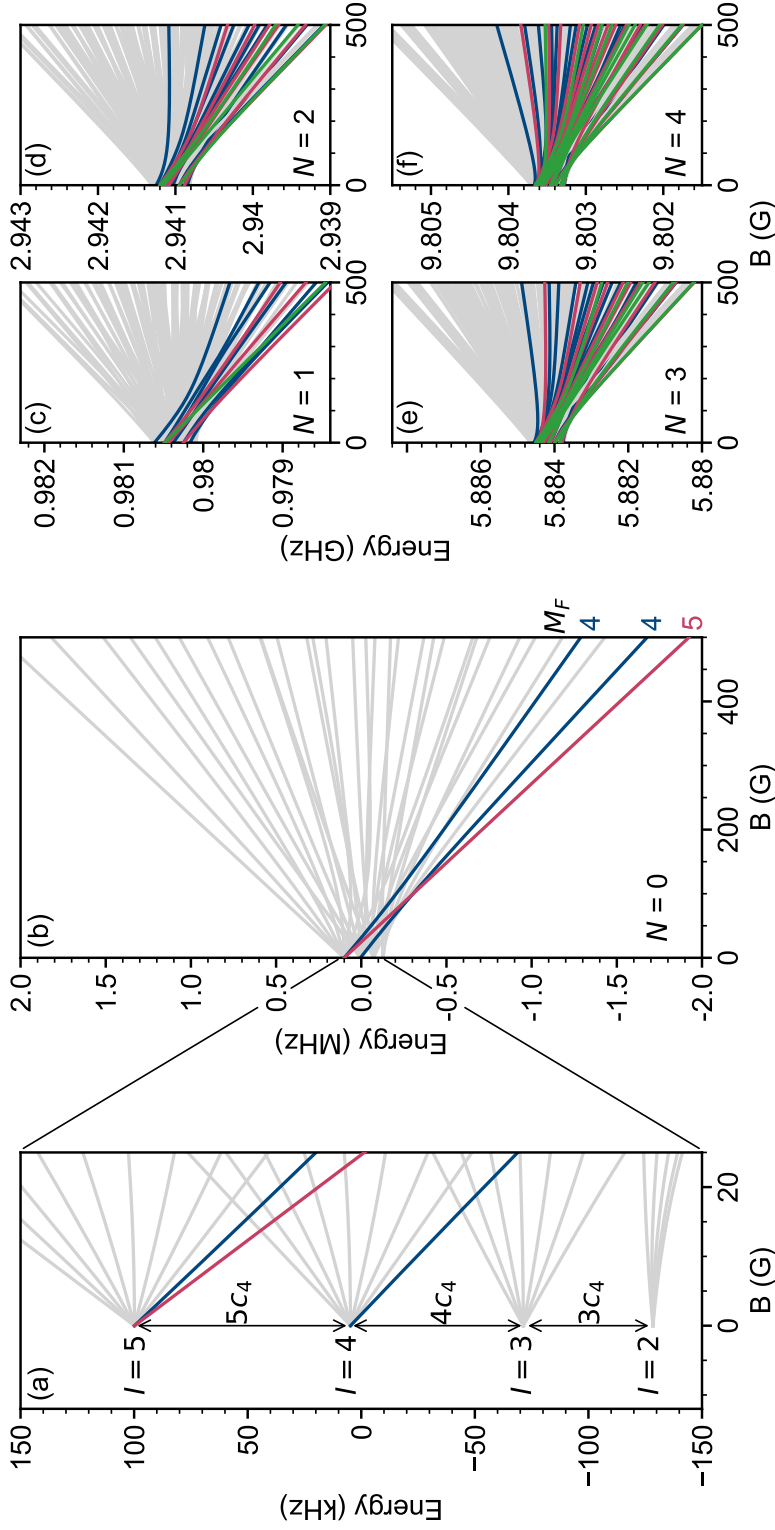 (a)
150
100
50
0
−50
−100
−150
Energy (kHz)
I = 5
I = 4
I = 3
I = 2
5c₄
4c₄
3c₄
0
20
B (G)
(b)
2.0
1.5
1.0
0.5
0.0
-0.5
-1.0
-1.5
-2.0
Energy (MHz)
N = 0
M_F
4
4
5
0
200
400
B (G)
Energy (GHz)
(c)
0.982
0.981
0.98
0.979
N = 1
0
500
(d)
2.943
2.942
2.941
2.94
2.939
N = 2
0
500
(e)
5.886
5.884
5.882
5.88
N = 3
0
500
(f)
9.805
9.804
9.803
9.802
N = 4
0
500
B (G)